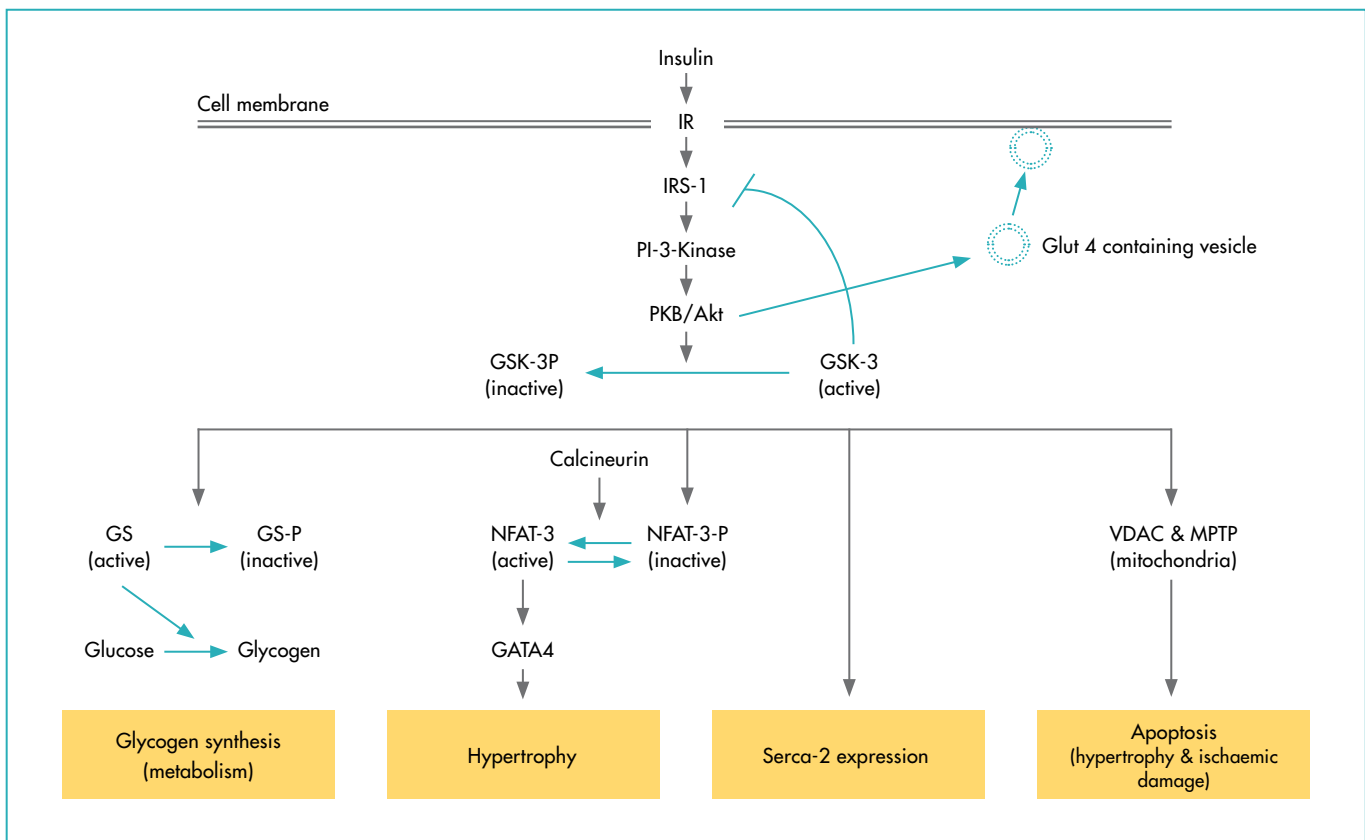 Insulin
Cell membrane
IR
IRS-1
PI-3-Kinase
Glut 4 containing vesicle
PKB/Akt
GSK-3P
(inactive)
GSK-3
(active)
Calcineurin
GS
(active)
GS-P
(inactive)
NFAT-3
(active)
NFAT-3-P
(inactive)
VDAC & MPTP
(mitochondria)
Glucose
Glycogen
GATA4
Glycogen synthesis
(metabolism)
Hypertrophy
Serca-2 expression
Apoptosis
(hypertrophy & ischaemic
damage)